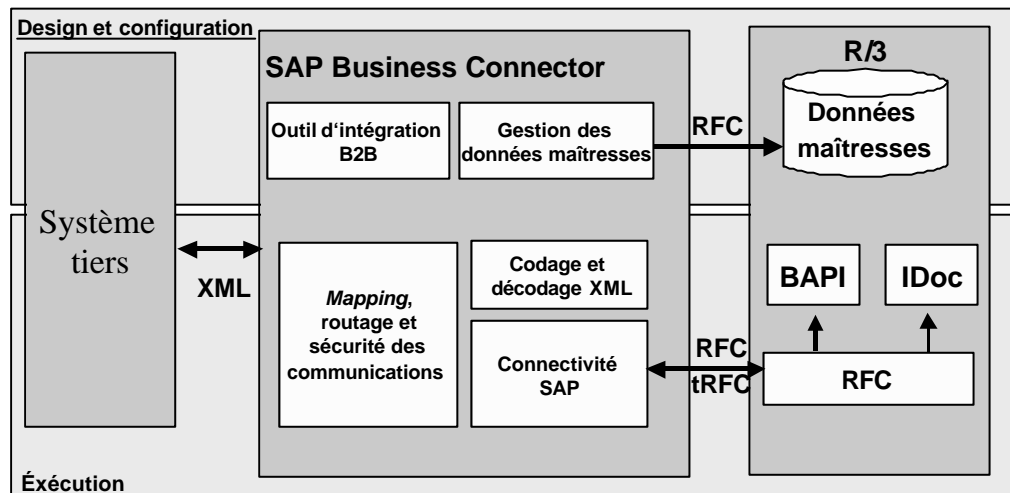 Design et configuration
SAP Business Connector
R/3
Outil d‘intégration
B2B
Gestion des
données maîtresses
RFC
Données
maîtresses
Système
tiers
XML
Mapping,
routage et
sécurité des
communications
Codage et
décodage XML
Connectivité
SAP
RFC
tRFC
BAPI
IDoc
RFC
Éxécution